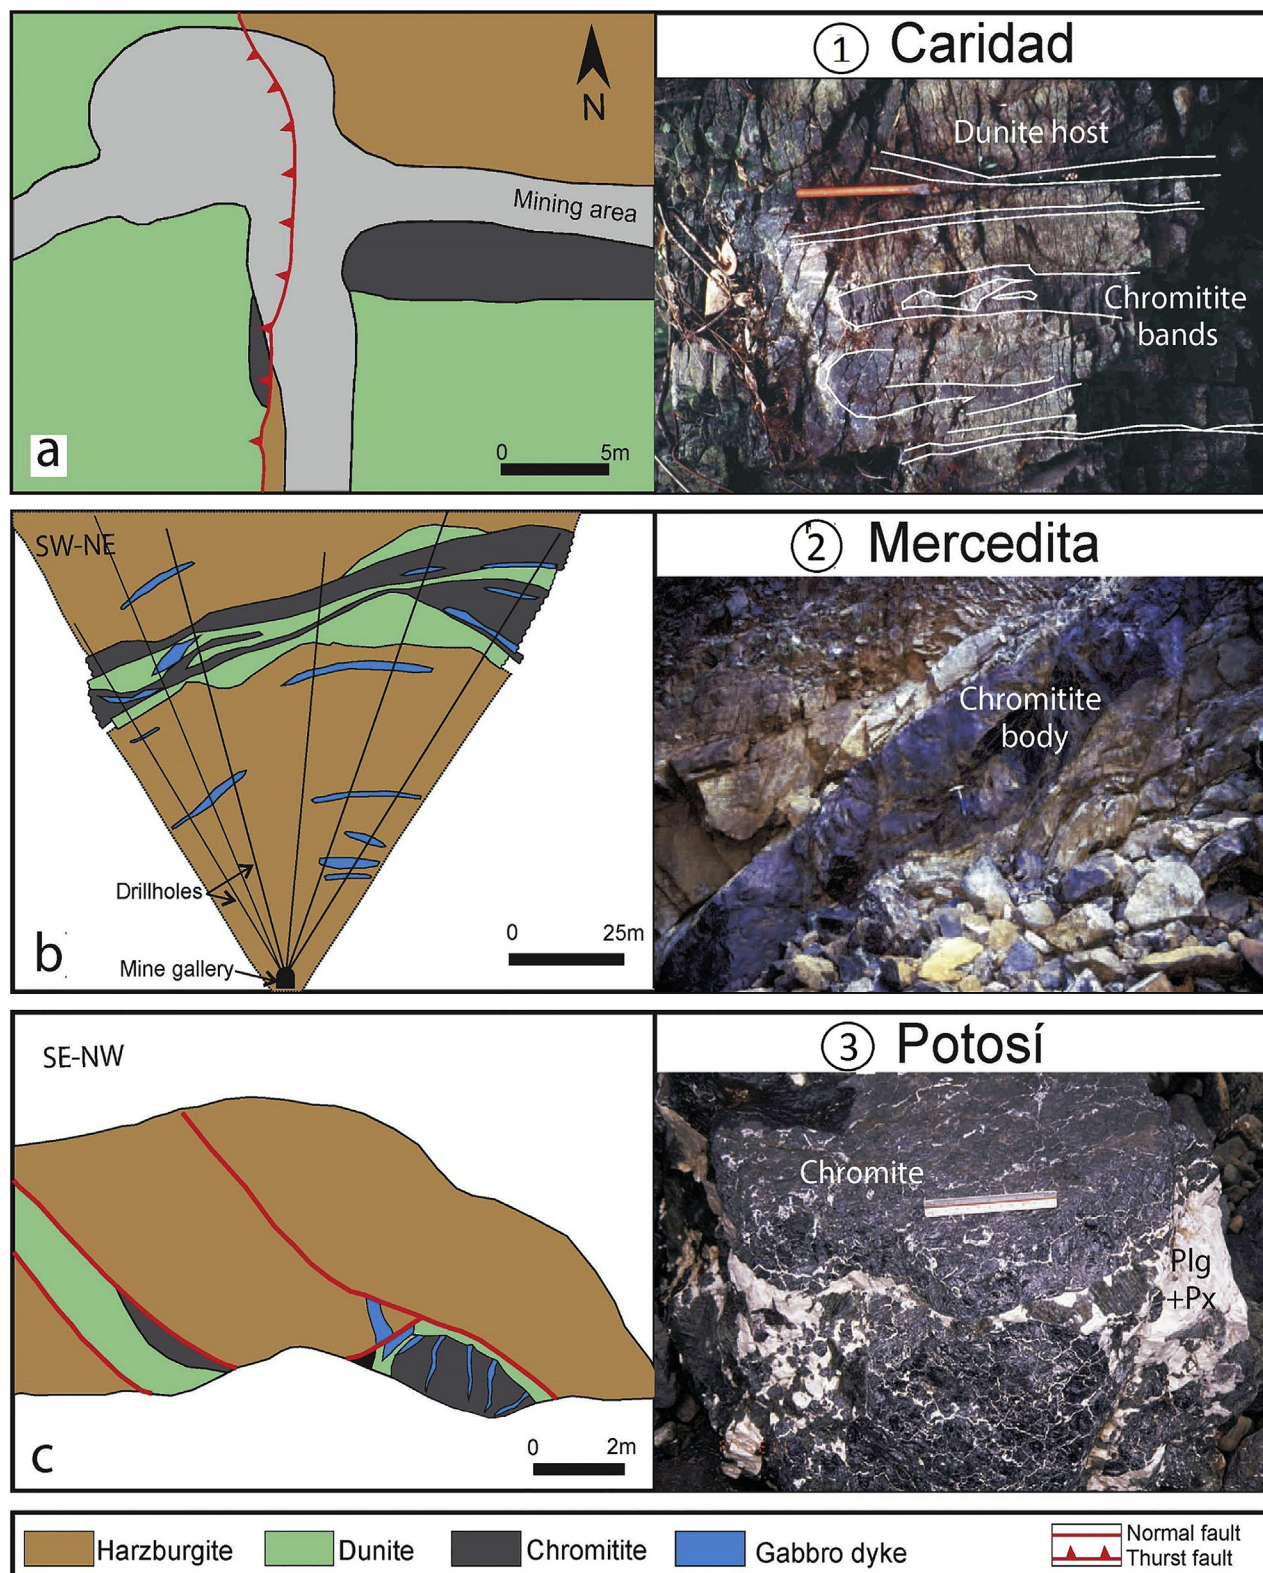 ① Caridad
N
Dunite host
Mining area
Chromitite
bands
0 5m
a
SW-NE
② Mercedita
Chromitite
body
Drillholes
Mine gallery
0 25m
b
SE-NW
③ Potosí
Chromite
Plg
+Px
0 2m
c
Harzburgite
Dunite
Chromitite
Gabbro dyke
Normal fault
Thurst fault